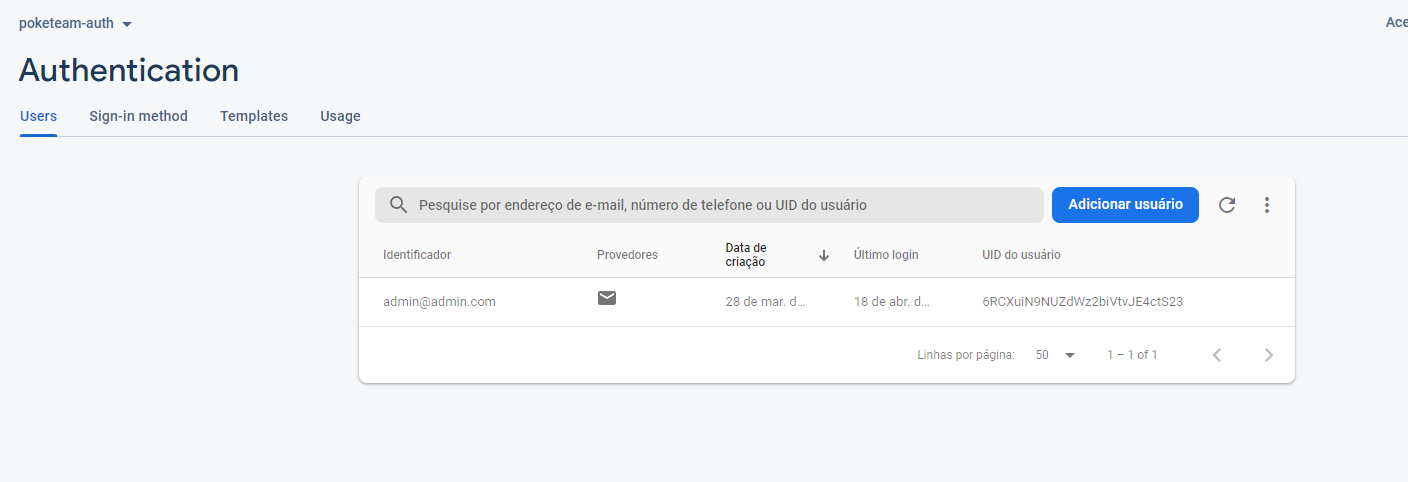 poketeam-auth
Ace
Authentication
Users Sign-in method Templates Usage
Pesquise por endereço de e-mail, número de telefone ou UID do usuário
Adicionar usuário
Identificador Provedores Data de criação Último login UID do usuário
admin@admin.com 28 de mar. d... 18 de abr. d... 6RCXuiN9NUZdWz2biVtvJE4ctS23
Linhas por página: 50 1 – 1 of 1